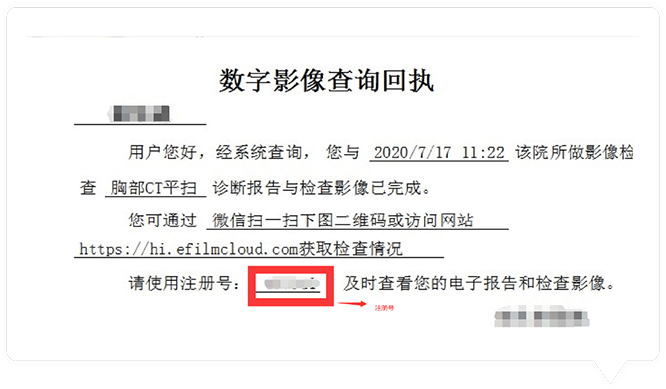 数字影像查询回执
用户您好，经系统查询， 您与 2020/7/17 11:22 该院所做影像检
查 胸部CT平扫 诊断报告与检查影像已完成。
您可通过 微信扫一扫下图二维码或访问网站
https://hi.efilmcloud.com获取检查情况
请使用注册号： 及时查看您的电子报告和检查影像。
注册号